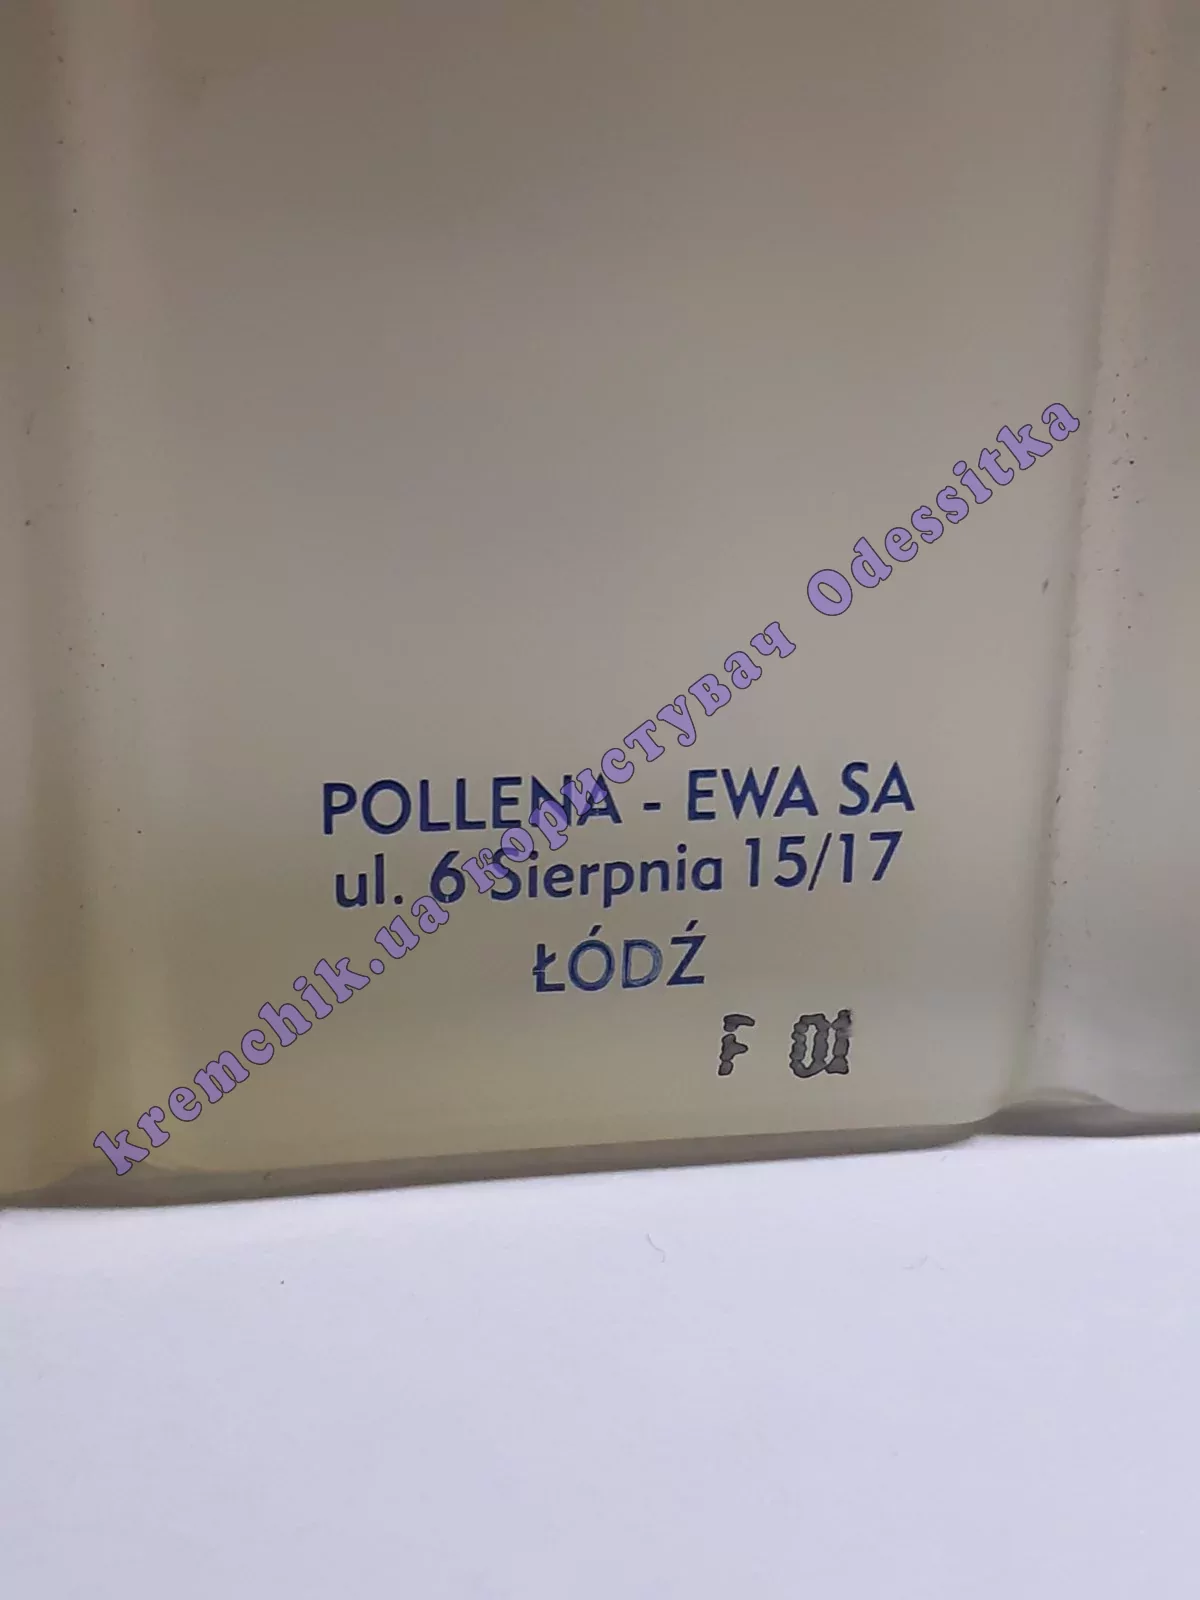 POLLENA - EWA SA
ul. 6 Sierpnia 15/17
ŁÓDŹ
F 01
kremchik.ua користувач Odessitka